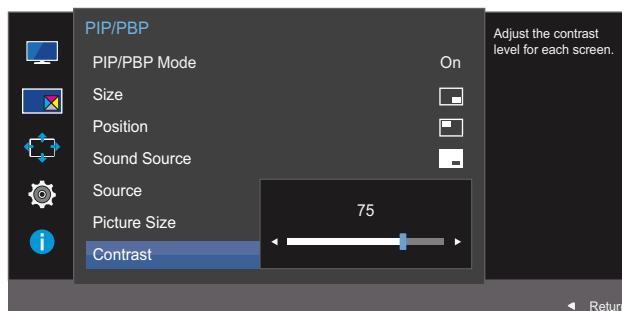 PIP/PBP
Adjust the contrast
level for each screen.
PIP/PBP Mode On
Size
Position
Sound Source
Source
75
Picture Size
Contrast
Return